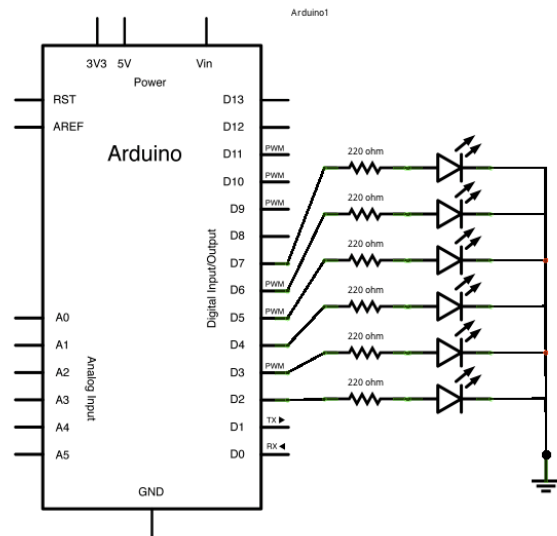 Arduino1
3V3 5V Vin
Power
RST
AREF
Arduino
A0
A1
A2
A3
A4
A5
Analog Input
GND
Digital Input/Output
D13
D12
D11 PWM
D10 PWM
D9 PWM
D8
D7
D6 PWM
D5 PWM
D4
D3 PWM
D2
D1 TX
D0 RX
220 ohm
220 ohm
220 ohm
220 ohm
220 ohm
220 ohm